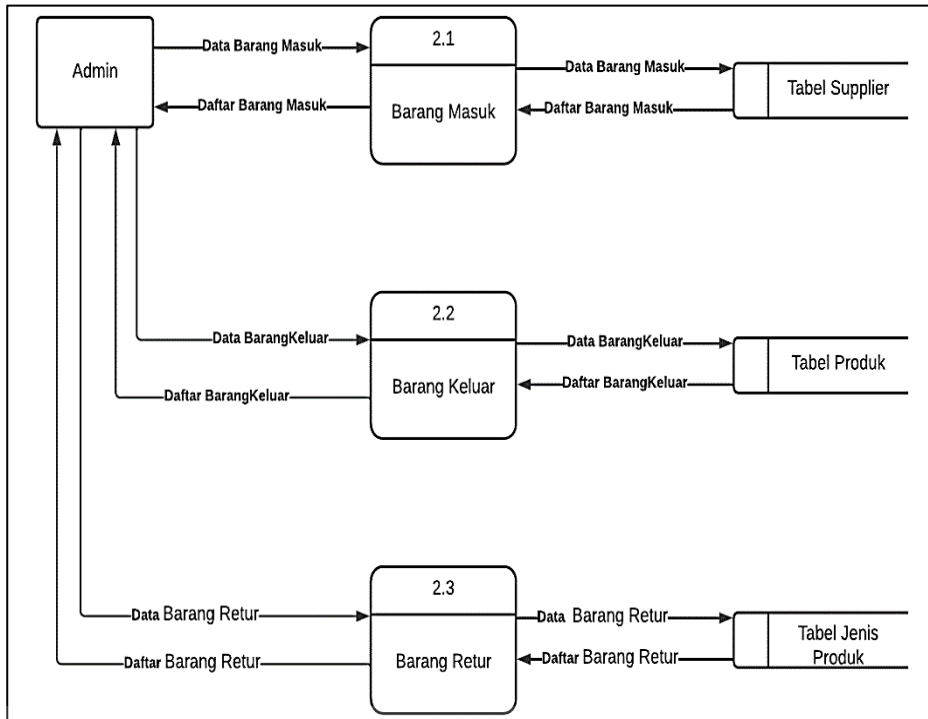 Admin
Data Barang Masuk
Daftar Barang Masuk
2.1
Barang Masuk
Data Barang Masuk
Daftar Barang Masuk
Tabel Supplier
Data BarangKeluar
Daftar BarangKeluar
2.2
Barang Keluar
Data BarangKeluar
Daftar BarangKeluar
Tabel Produk
Data Barang Retur
Daftar Barang Retur
2.3
Barang Retur
Data Barang Retur
Daftar Barang Retur
Tabel Jenis
Produk